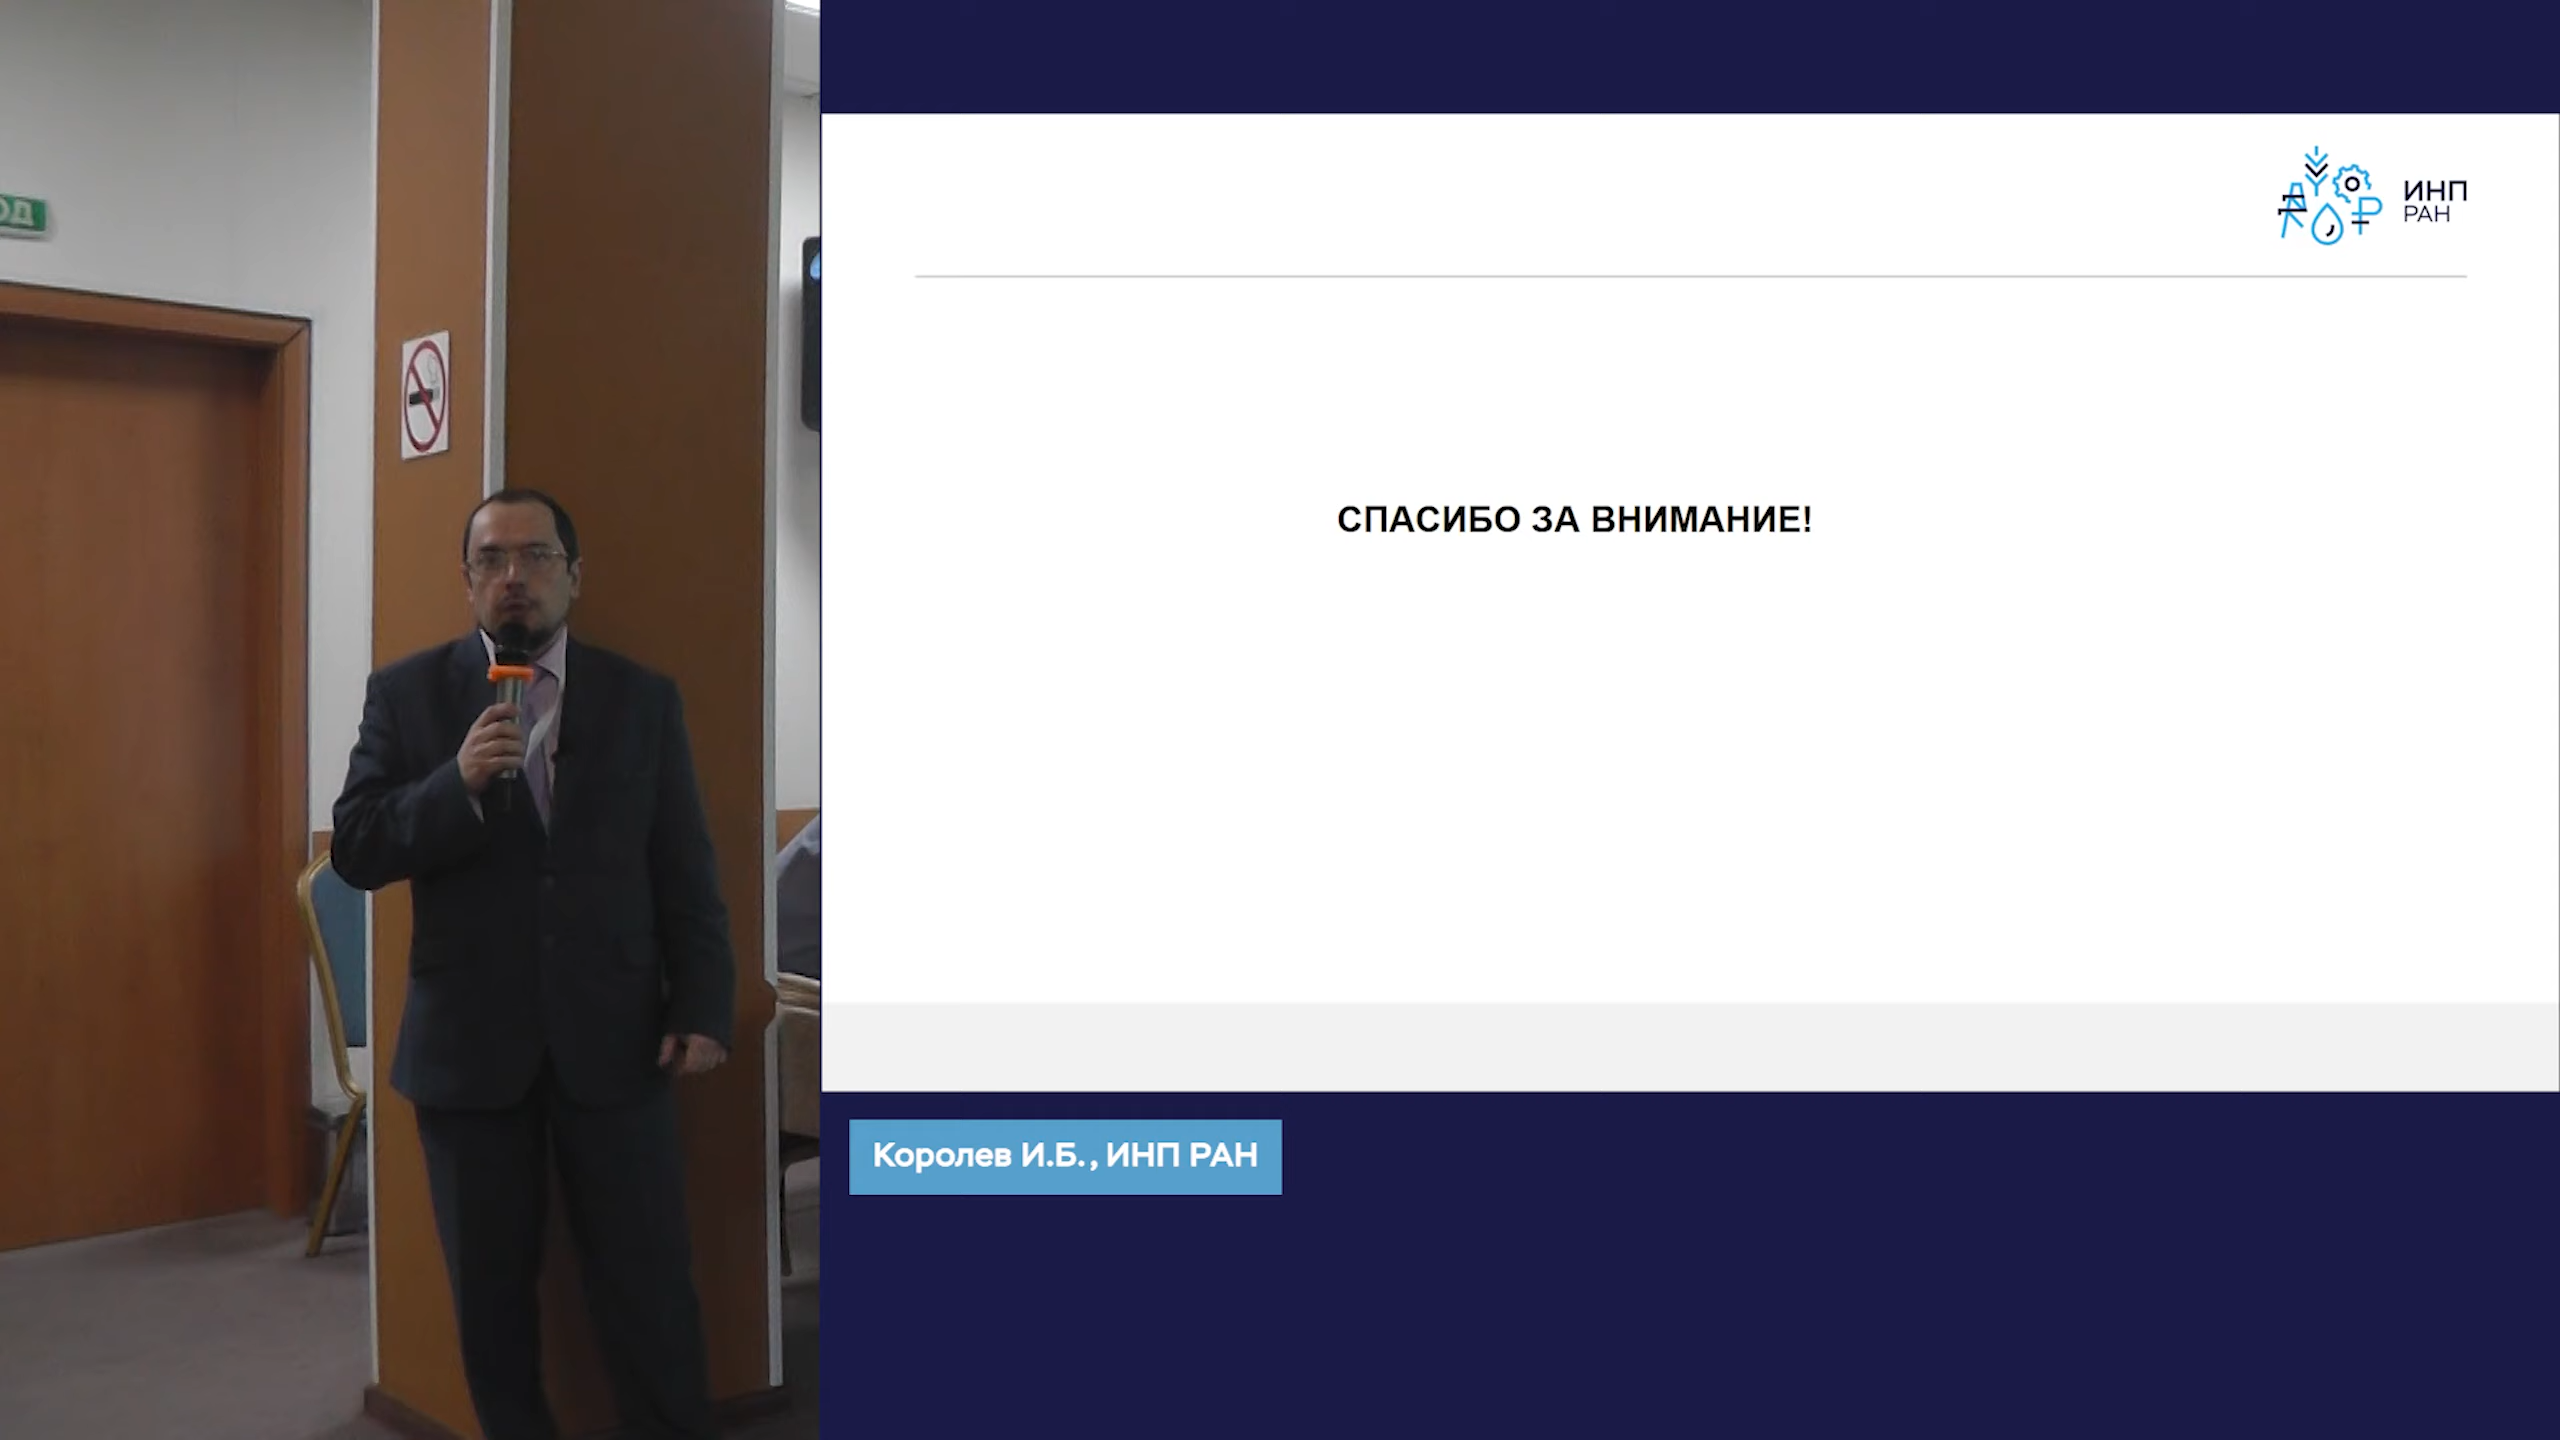 ИНП
РАН
СПАСИБО ЗА ВНИМАНИЕ!
Королев И.Б., ИНП РАН